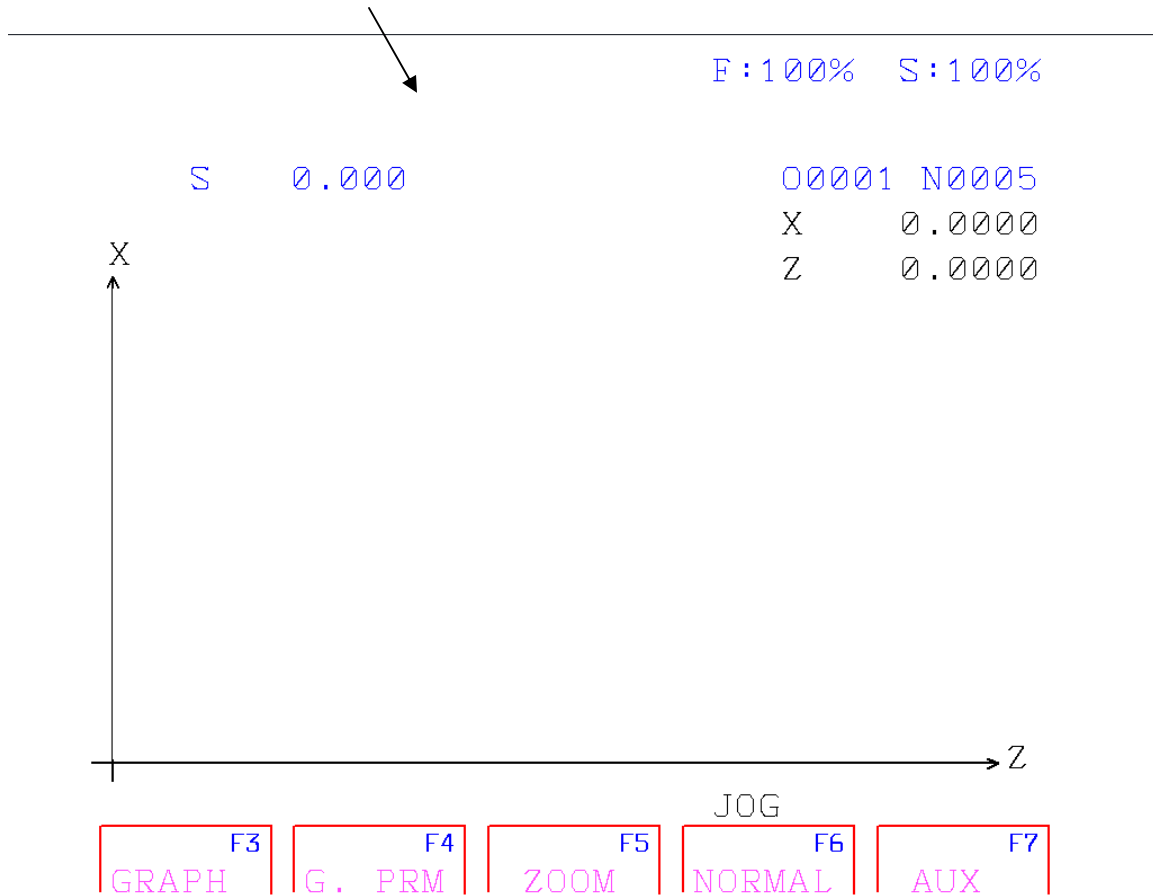 F:100% S:100%
S 0.000 O0001 N0005
X 0.0000
X
Z 0.0000
Z
JOG
F3 F4 F5 F6 F7
GRAPH G. PRM ZOOM NORMAL AUX